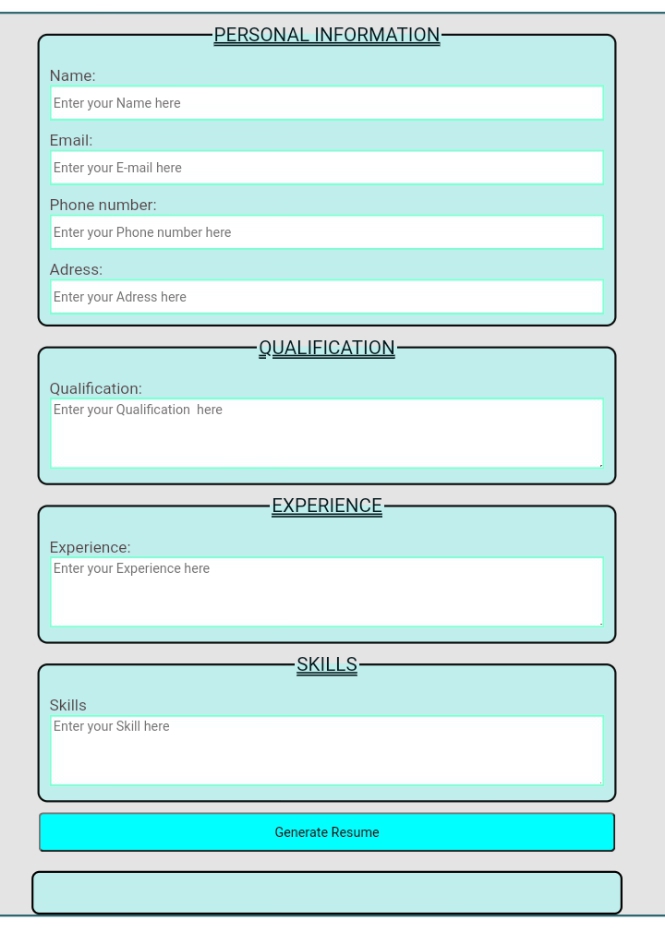 PERSONAL INFORMATION
Name:
Enter your Name here
Email:
Enter your E-mail here
Phone number:
Enter your Phone number here
Adress:
Enter your Adress here
QUALIFICATION
Qualification:
Enter your Qualification  here
EXPERIENCE
Experience:
Enter your Experience here
SKILLS
Skills
Enter your Skill here
Generate Resume